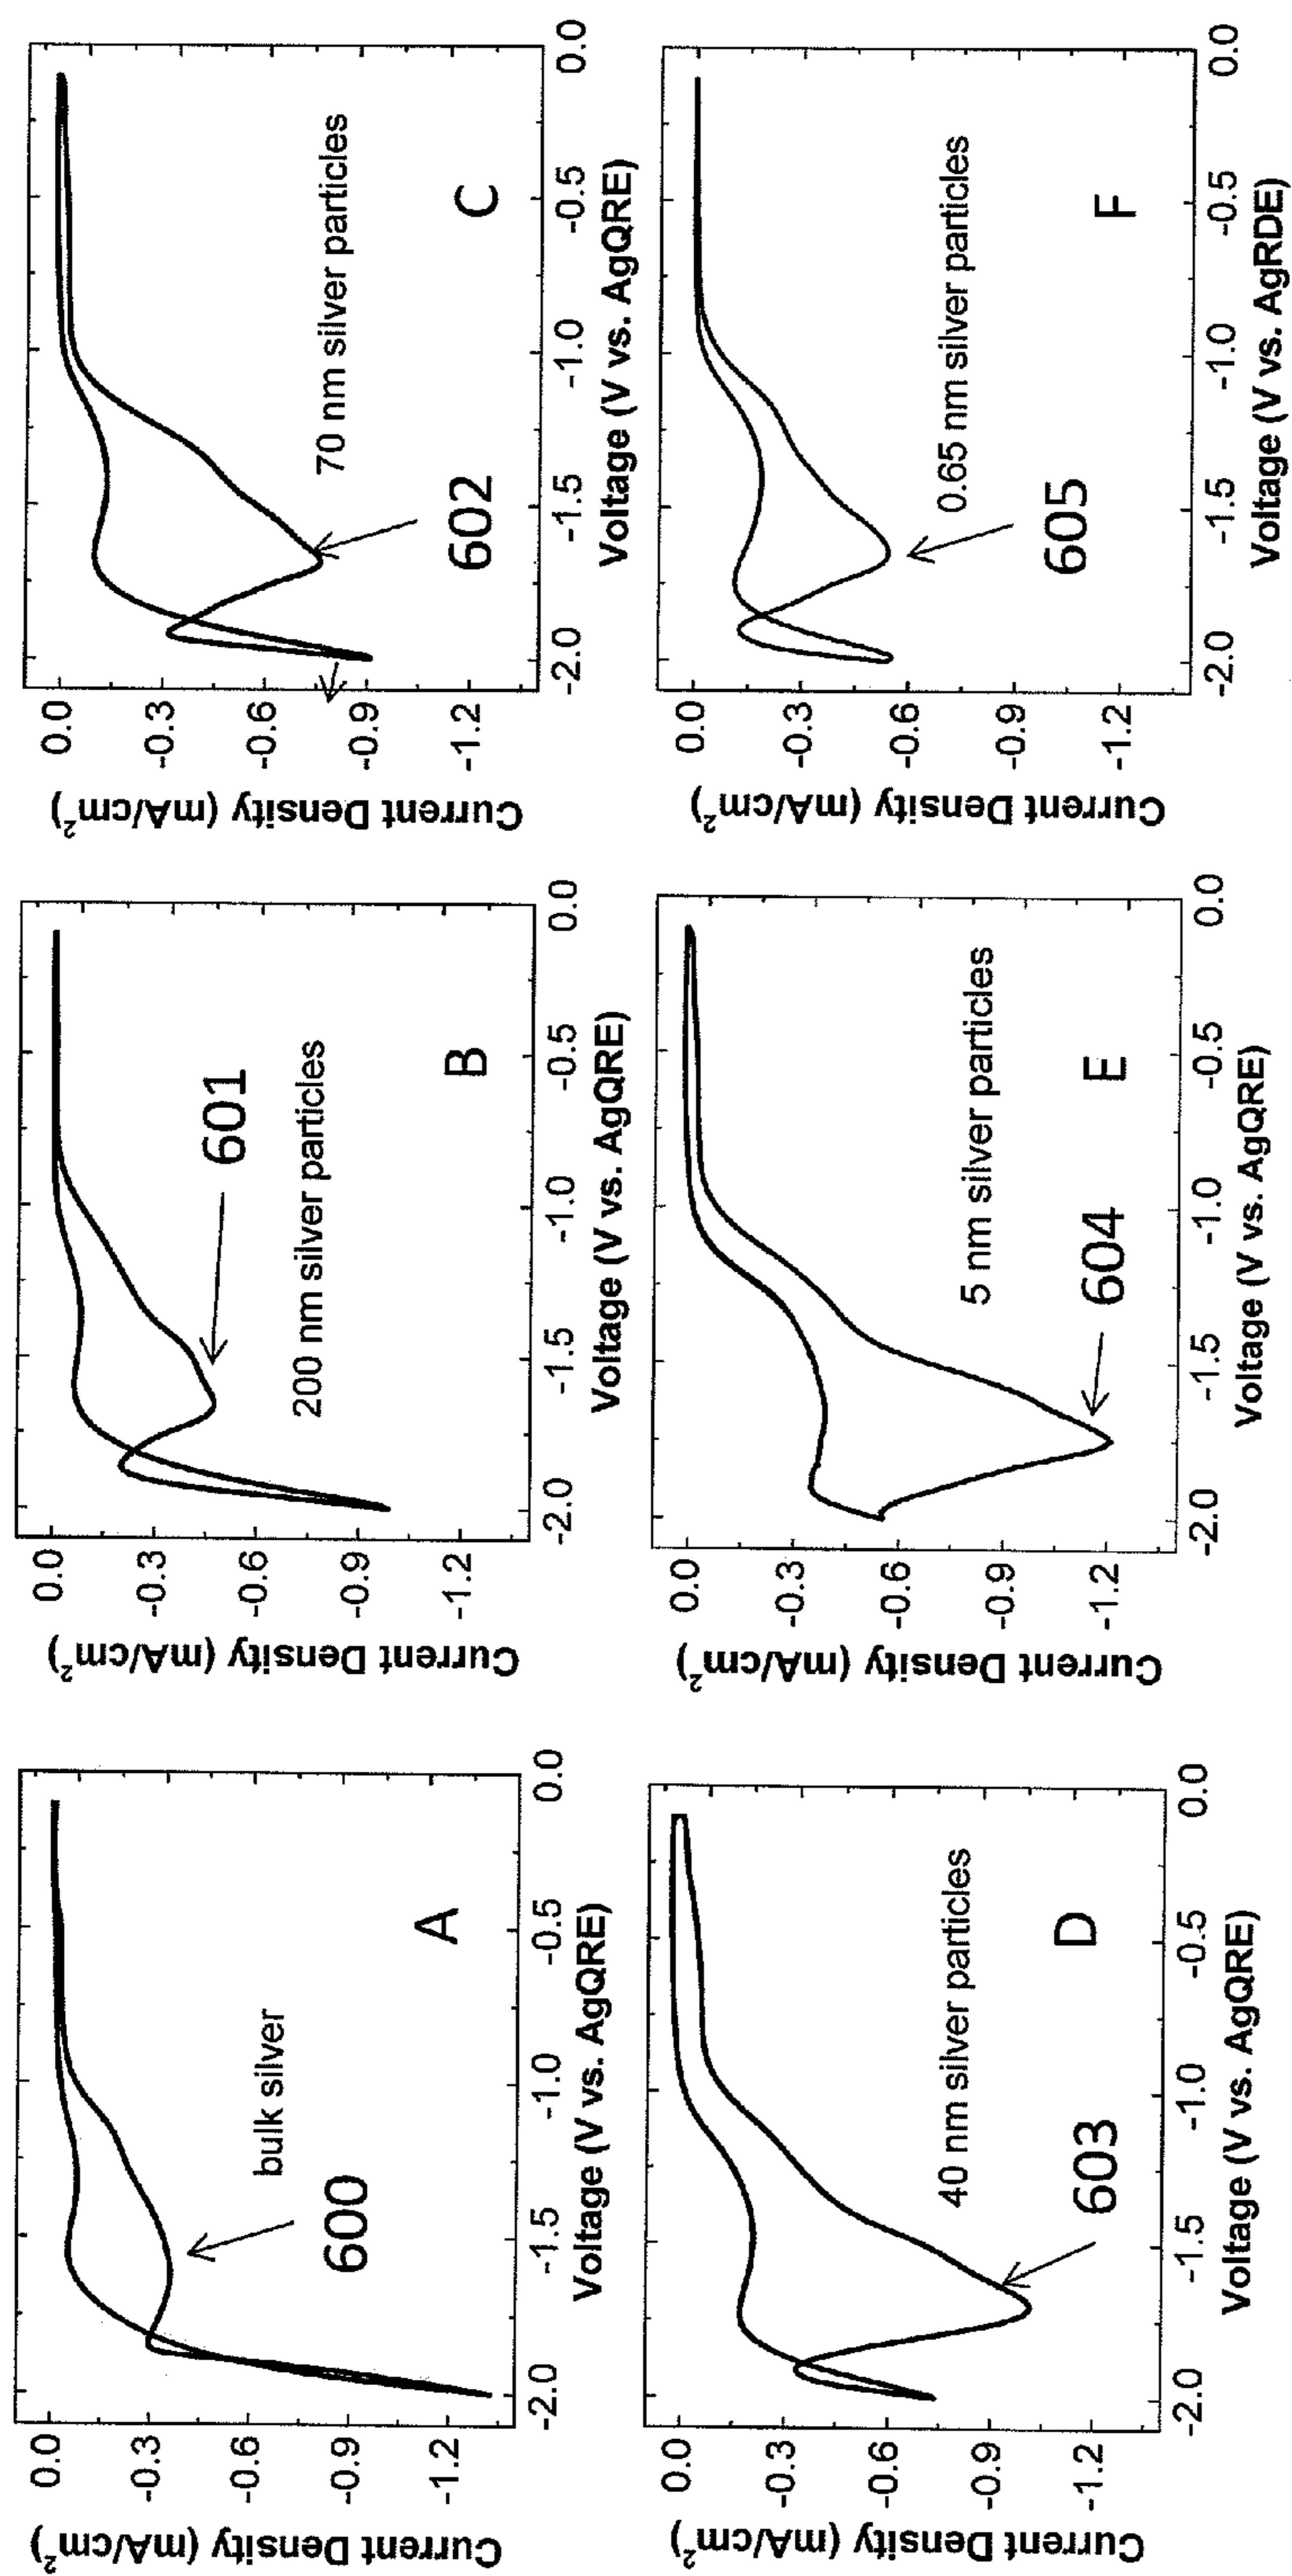 Current Density (mA/cm²)
0.0
-0.3
-0.6
-0.9
-1.2
bulk silver
600
A
-2.0 -1.5 -1.0 -0.5 0.0
Voltage (V vs. AgQRE)
Current Density (mA/cm²)
0.0
-0.3
-0.6
-0.9
-1.2
601
200 nm silver particles
B
-2.0 -1.5 -1.0 -0.5 0.0
Voltage (V vs. AgQRE)
Current Density (mA/cm²)
0.0
-0.3
-0.6
-0.9
-1.2
70 nm silver particles
602
C
-2.0 -1.5 -1.0 -0.5 0.0
Voltage (V vs. AgQRE)
Current Density (mA/cm²)
0.0
-0.3
-0.6
-0.9
-1.2
40 nm silver particles
603
D
-2.0 -1.5 -1.0 -0.5 0.0
Voltage (V vs. AgQRE)
Current Density (mA/cm²)
0.0
-0.3
-0.6
-0.9
-1.2
5 nm silver particles
604
E
-2.0 -1.5 -1.0 -0.5 0.0
Voltage (V vs. AgQRE)
Current Density (mA/cm²)
0.0
-0.3
-0.6
-0.9
-1.2
0.65 nm silver particles
605
F
-2.0 -1.5 -1.0 -0.5 0.0
Voltage (V vs. AgRDE)